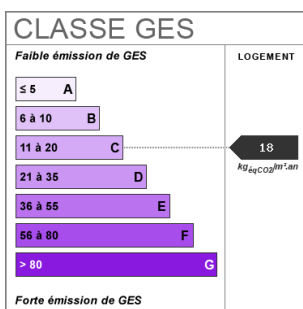 CLASSE GES
Faible émission de GES
LOGEMENT
≤ 5 A
6 à 10 B
11 à 20 C
18
kgéqCO2/m².an
21 à 35 D
36 à 55 E
56 à 80 F
> 80 G
Forte émission de GES